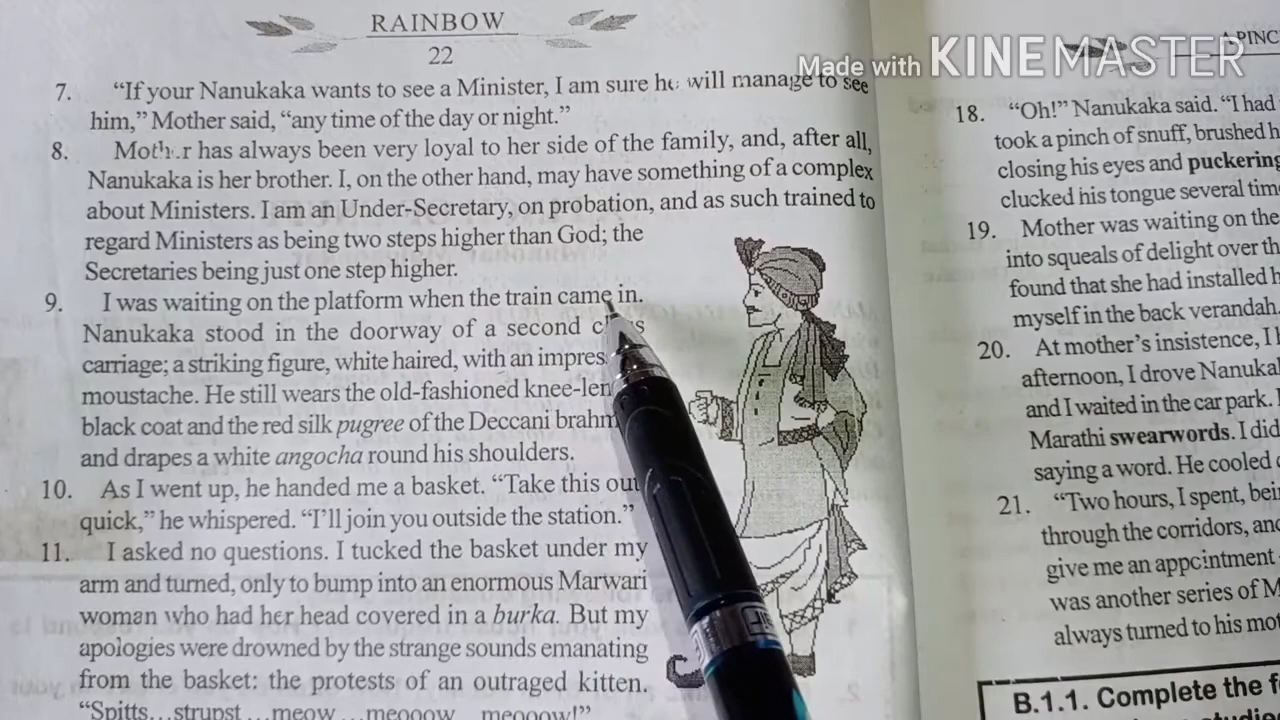 RAINBOW
22
Made with KINEMASTER
7. "If your Nanukaka wants to see a Minister, I am sure he will manage to see
him," Mother said, "any time of the day or night."
8. Mother has always been very loyal to her side of the family, and, after all,
Nanukaka is her brother. I, on the other hand, may have something of a complex
about Ministers. I am an Under-Secretary, on probation, and as such trained to
regard Ministers as being two steps higher than God; the
Secretaries being just one step higher.
9. I was waiting on the platform when the train came in.
Nanukaka stood in the doorway of a second
carriage; a striking figure, white haired, with an
moustache. He still wears the old-fashioned
black coat and the red silk pugree of the Deccani
and drapes a white angocha round his shoulders.
10. As I went up, he handed me a basket. "Take this out
quick," he whispered. "I'll join you outside the station."
11. I asked no questions. I tucked the basket under my
arm and turned, only to bump into an enormous Marwari
woman who had her head covered in a burka. But my
apologies were drowned by the strange sounds emanating
from the basket: the protests of an outraged kitten.
"Spitts...strupst...meow...meooow...meooow!"
A PINC
18. "Oh!" Nanukaka said. "I had
took a pinch of snuff, brushed h
closing his eyes and puckering
clucked his tongue several
19. Mother was waiting on the
into squeals of delight over th
found that she had installed h
myself in the back verandah.
20. At mother's insistence, I
afternoon, I drove
and I waited in the car park.
Marathi swearwords. I did
saying a word. He cooled
21. "Two hours, I spent,
through the corridors, and
give me an appointment
was another series of M
always turned to his
B.1.1. Complete the f